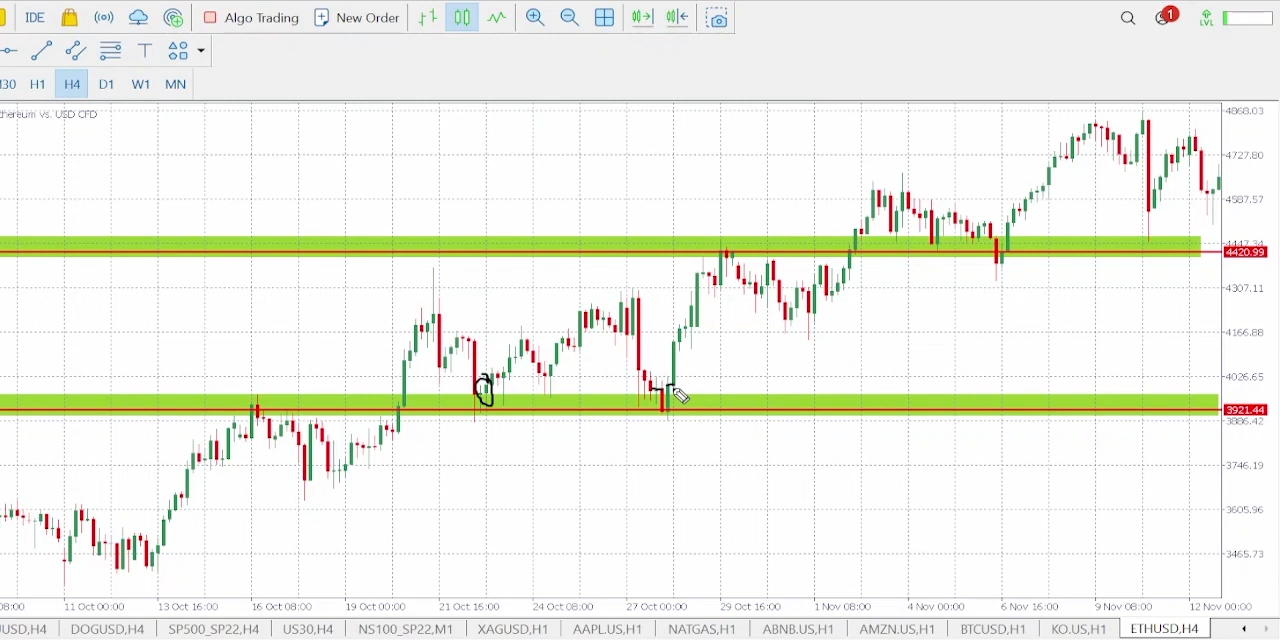 IDE Algo Trading New Order 1
LVL
T
M30 H1 H4 D1 W1 MN
thereum vs. USD CFD
4868.03
4727.80
4587.57
4447.34
4420.99
4307.11
4166.88
4026.65
3921.44
3886.42
3746.19
3605.96
3465.73
08:00 11 Oct 00:00 13 Oct 16:00 16 Oct 08:00 19 Oct 00:00 21 Oct 16:00 24 Oct 08:00 27 Oct 00:00 29 Oct 16:00 1 Nov 08:00 4 Nov 00:00 6 Nov 16:00 9 Nov 08:00 12 Nov 00:00
USD,H4 DOGUSD,H4 SP500_SP22,H4 US30,H4 NS100_SP22,M1 XAGUSD,H1 AAPL.US,H1 NATGAS,H1 ABNB.US,H1 AMZN.US,H1 BTCUSD,H1 KO.US,H1 ETHUSD,H4